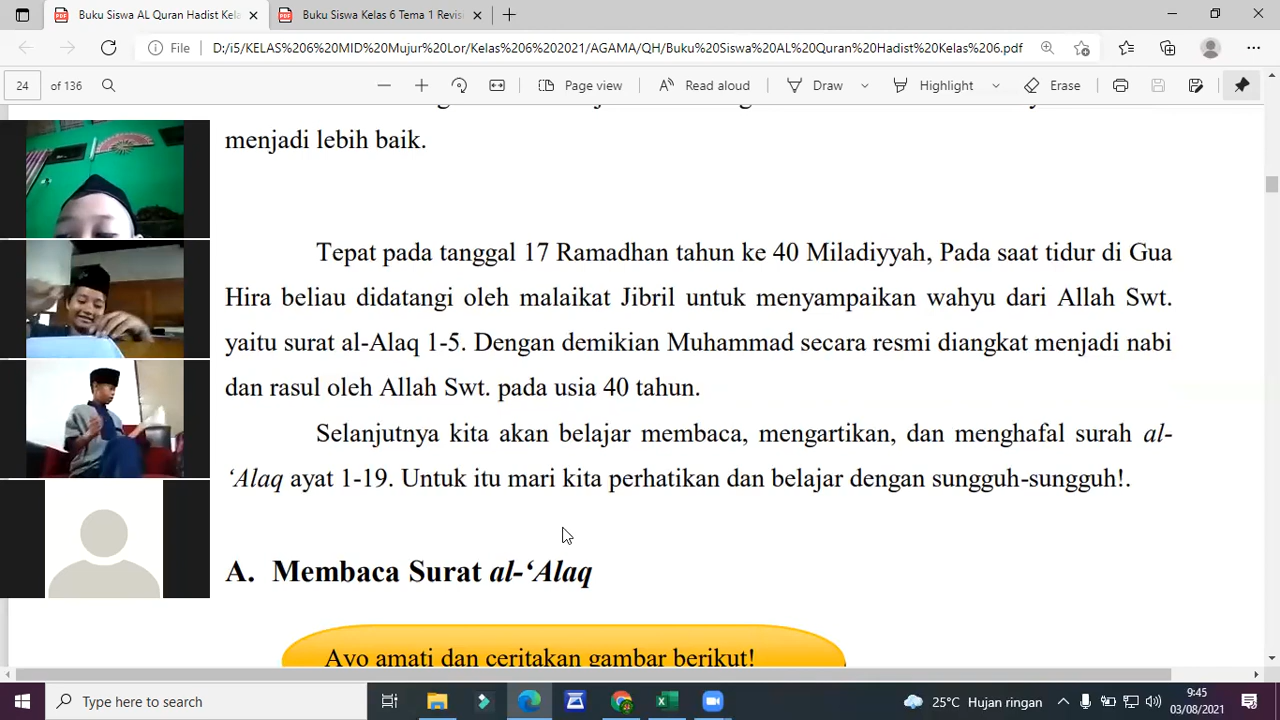 Buku Siswa AL Quran Hadist Kela
Buku Siswa Kelas 6 Tema 1 Revis
File
D:/i5/KELAS%206%20MID%20Mujur%20Lor/Kelas%206%202021/AGAMA/QH/Buku%20Siswa%20AL%20Quran%20Hadist%20Kelas%206.pdf
24 of 136
Page view
Read aloud
Draw
Highlight
Erase
menjadi lebih baik.
Tepat pada tanggal 17 Ramadhan tahun ke 40 Miladiyyah, Pada saat tidur di Gua
Hira beliau didatangi oleh malaikat Jibril untuk menyampaikan wahyu dari Allah Swt.
yaitu surat al-Alaq 1-5. Dengan demikian Muhammad secara resmi diangkat menjadi nabi
dan rasul oleh Allah Swt. pada usia 40 tahun.
Selanjutnya kita akan belajar membaca, mengartikan, dan menghafal surah al-
‘Alaq ayat 1-19. Untuk itu mari kita perhatikan dan belajar dengan sungguh-sungguh!.
A. Membaca Surat al-‘Alaq
Ayo amati dan ceritakan gambar berikut!
Type here to search
25°C Hujan ringan
9:45
03/08/2021